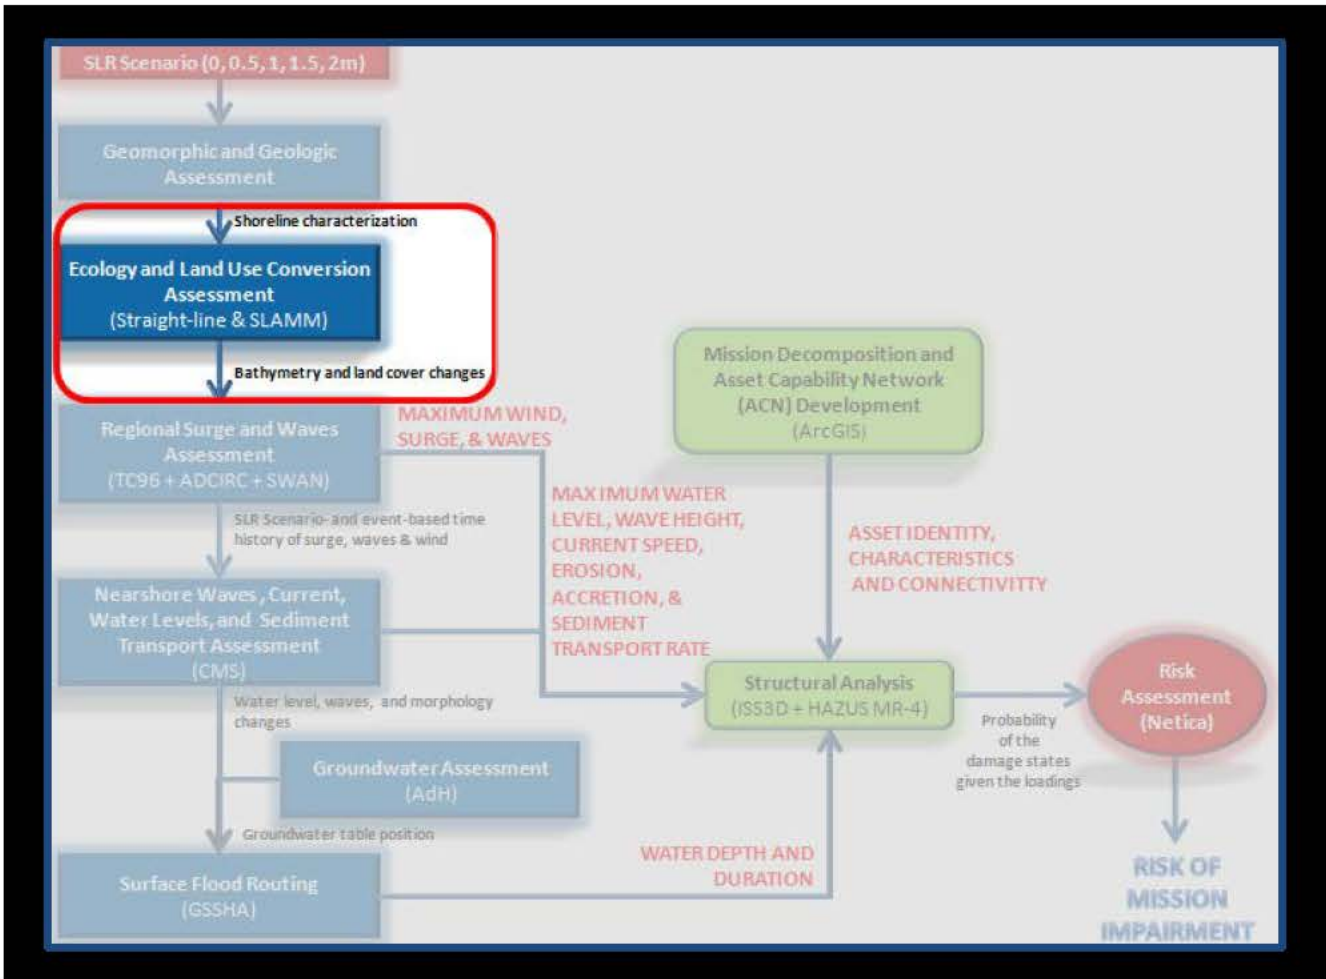 SLR Scenario (0, 0.5, 1, 1.5, 2m)
Geomorphic and Geologic
Assessment
Shoreline characterization
Ecology and Land Use Conversion
Assessment
(Straight-line & SLAMM)
Bathymetry and land cover changes
Regional Surge and Waves
Assessment
(TC96 + ADCIRC + SWAN)
MAXIMUM WIND,
SURGE, & WAVES
SLR Scenario- and event-based time
history of surge, waves & wind
Nearshore Waves, Current,
Water Levels, and Sediment
Transport Assessment
(CMS)
MAXIMUM WATER
LEVEL, WAVE HEIGHT,
CURRENT SPEED,
EROSION,
ACCRETION, &
SEDIMENT
TRANSPORT RATE
Water level, waves, and morphology
changes
Groundwater Assessment
(AdH)
Groundwater table position
Surface Flood Routing
(GSSHA)
WATER DEPTH AND
DURATION
Mission Decomposition and
Asset Capability Network
(ACN) Development
(ArcGIS)
ASSET IDENTITY,
CHARACTERISTICS
AND CONNECTIVITTY
Structural Analysis
(ISS3D + HAZUS MR-4)
Probability
of the
damage states
given the loadings
Risk
Assessment
(Netica)
RISK OF
MISSION
IMPAIRMENT